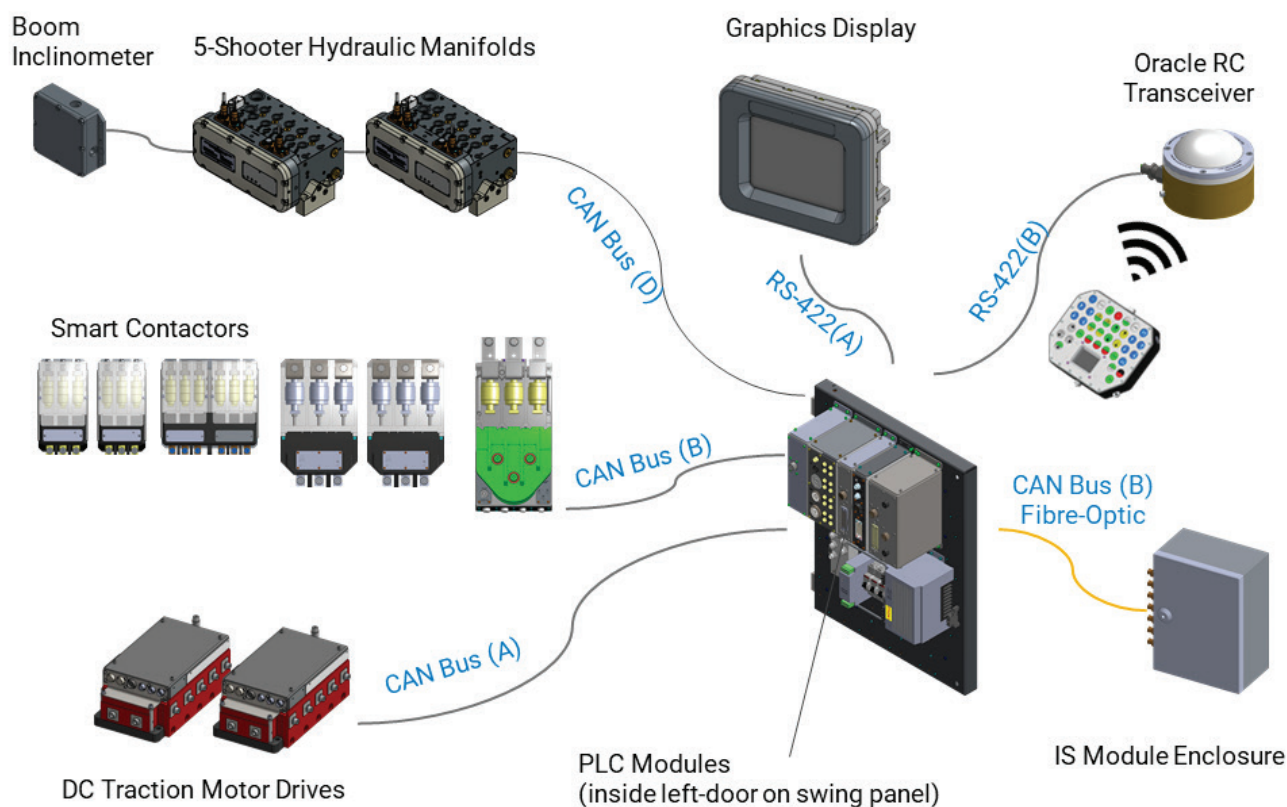 Boom
Inclinometer
5-Shooter Hydraulic Manifolds
Graphics Display
Oracle RC
Transceiver
CAN Bus (D)
RS-422(A)
RS-422(B)
Smart Contactors
CAN Bus (B)
CAN Bus (B)
Fibre-Optic
CAN Bus (A)
DC Traction Motor Drives
PLC Modules
(inside left-door on swing panel)
IS Module Enclosure